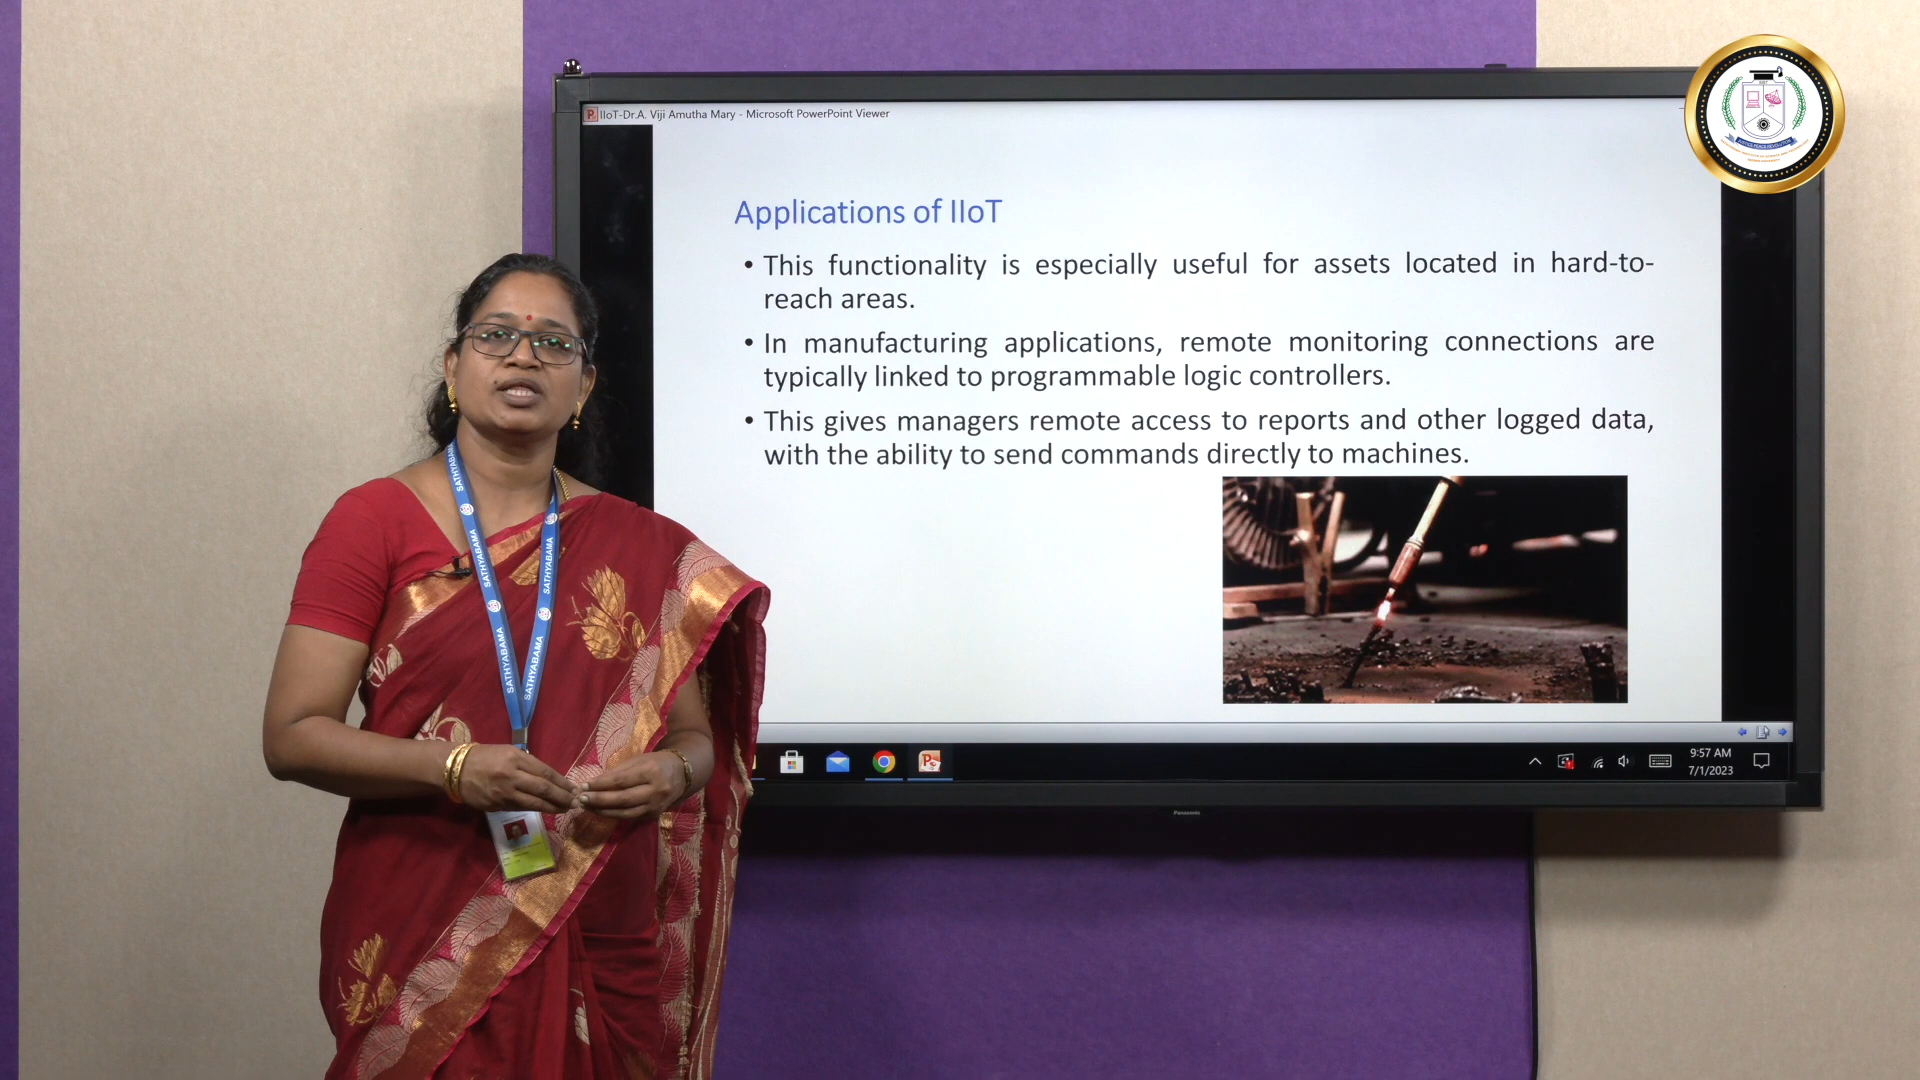 IIoT-Dr.A. Viji Amutha Mary - Microsoft PowerPoint Viewer
Applications of IIoT
• This functionality is especially useful for assets located in hard-to-
reach areas.
• In manufacturing applications, remote monitoring connections are
typically linked to programmable logic controllers.
• This gives managers remote access to reports and other logged data,
with the ability to send commands directly to machines.
SATHYABAMA
SATHYABAMA
SATHYABAMA
SATHYABAMA
SATHYABAMA
9:57 AM
7/1/2023
Panasonic